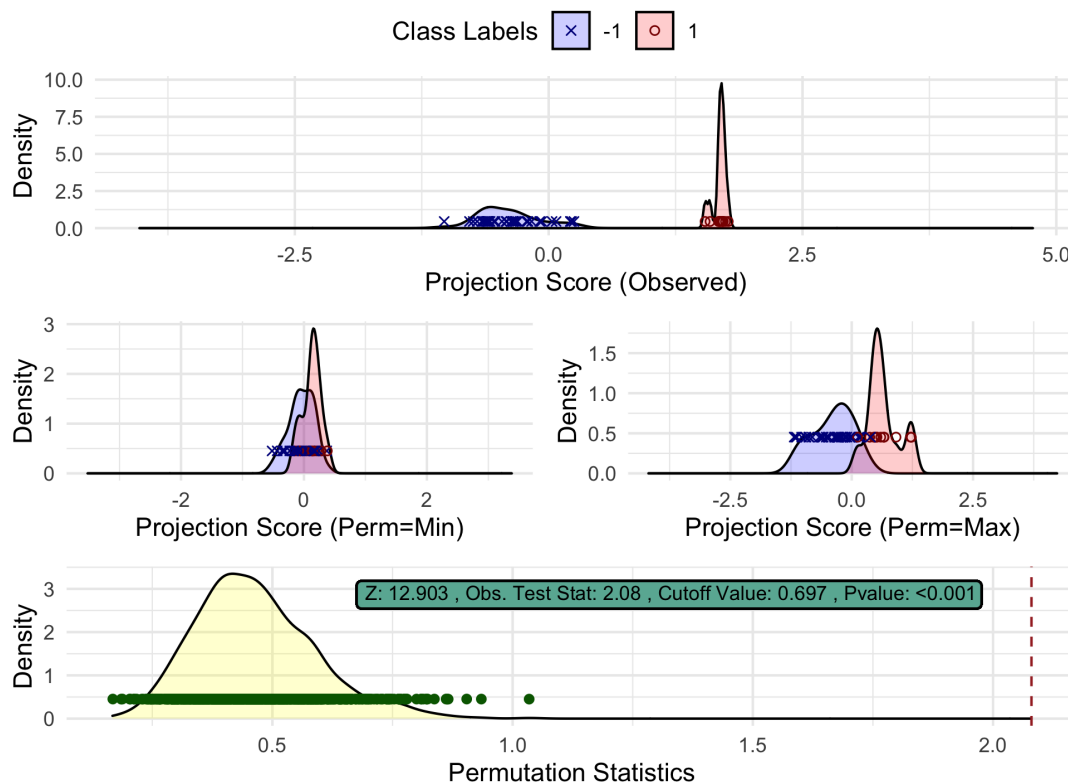 Class Labels -1 1
10.0
7.5
5.0
2.5
0.0
Density
-2.5 0.0 2.5 5.0
Projection Score (Observed)
3
2
1
0
Density
-2 0 2
Projection Score (Perm=Min)
1.5
1.0
0.5
0.0
Density
-2.5 0.0 2.5
Projection Score (Perm=Max)
Z: 12.903 , Obs. Test Stat: 2.08 , Cutoff Value: 0.697 , Pvalue: <0.001
3
2
1
0
Density
0.5 1.0 1.5 2.0
Permutation Statistics